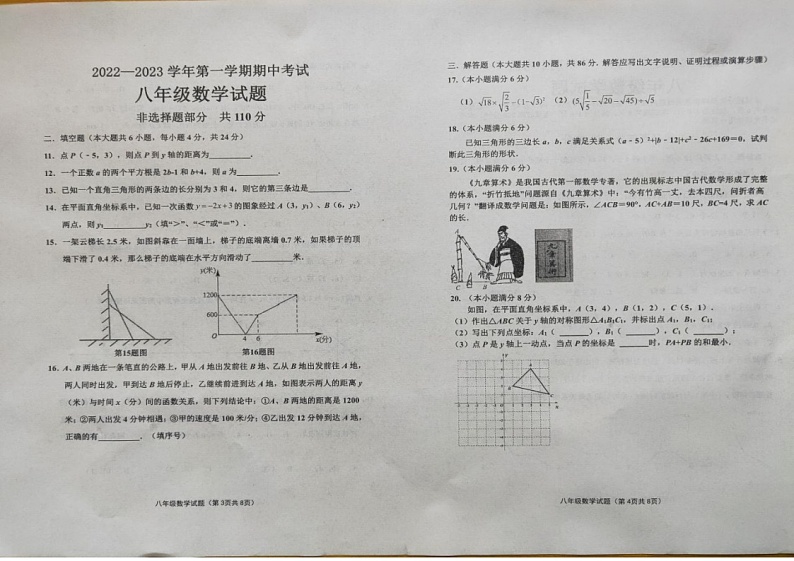 2022—2023 学年第一学期期中考试
八年级数学试题
非选择题部分 共 110 分
二. 填空题（本大题共 6 小题，每小题 4 分，共 24 分）
11. 点 P（﹣5，3），则点 P 到 y 轴的距离为________.
12. 一个正数 a 的两个平方根是 2b-1 和 b+4，则 a 为________.
13. 已知一个直角三角形的两条边的长分别为 3 和 4，则它的第三条边是________.
14. 在平面直角坐标系中，已知一次函数 y=-2x+3 的图象经过 A（3，y₁）、B（6，y₂）
两点，则 y₁________y₂（填“>”、“<”或“=”）.
15. 一架云梯长 2.5 米，如图斜靠在一面墙上，梯子的底端离墙 0.7 米，如果梯子的顶
端下滑了 0.4 米，那么梯子的底端在水平方向滑动了________米.
y(米)
1200
600
O 4 6 x(分)
第15题图 第16题图
16. A、B 两地在一条笔直的公路上，甲从 A 地出发前往 B 地、乙从 B 地出发前往 A 地，
两人同时出发，甲到达 B 地后停止，乙继续前进到达 A 地，如图表示两人的距离 y
（米）与时间 x（分）间的函数关系，则下列结论中：①A、B 两地的距离是 1200
米；②两人出发 4 分钟相遇；③甲的速度是 100 米/分；④乙出发 12 分钟到达 A 地，
正确的有________.（填序号）
八年级数学试题（第 3页共 8页）
三. 解答题（本大题共 10 小题，共 86 分. 解答应写出文字说明、证明过程或演算步骤）
17.（本小题满分 6 分）
（1）√18×√(2/3)−(1−√3)² （2）(5√(1/5)−√20−√45)÷√5
18.（本小题满分 6 分）
已知三角形的三边长 a，b，c 满足关系式（a﹣5）²+|b﹣12|+c²﹣26c+169＝0，试判
断此三角形的形状.
19.（本小题满分 6 分）
《九章算术》是我国古代第一部数学专著，它的出现标志中国古代数学形成了完整
的体系，“折竹抵地”问题源自《九章算术》中：“今有竹高一丈，去本四尺，问折者高
几何？”翻译成数学问题是：如图所示，∠ACB=90°，AC+AB=10 尺，BC=4 尺，求 AC
的长.
A
C B
九章算術
20. （本小题满分 8 分）
如图，在平面直角坐标系中，A（3，4），B（1，2），C（5，1）.
（1）作出△ABC 关于 y 轴的对称图形△A₁B₁C₁，并标出点 A₁，B₁，C₁；
（2）写出下列点坐标：A₁（ ________），B₁（ ________），C₁（ ________）；
（3）点 P 是 y 轴上一动点，当点 P 的坐标是 ________时，PA+PB 的和最小.
八年级数学试题（第 4页共 8页）